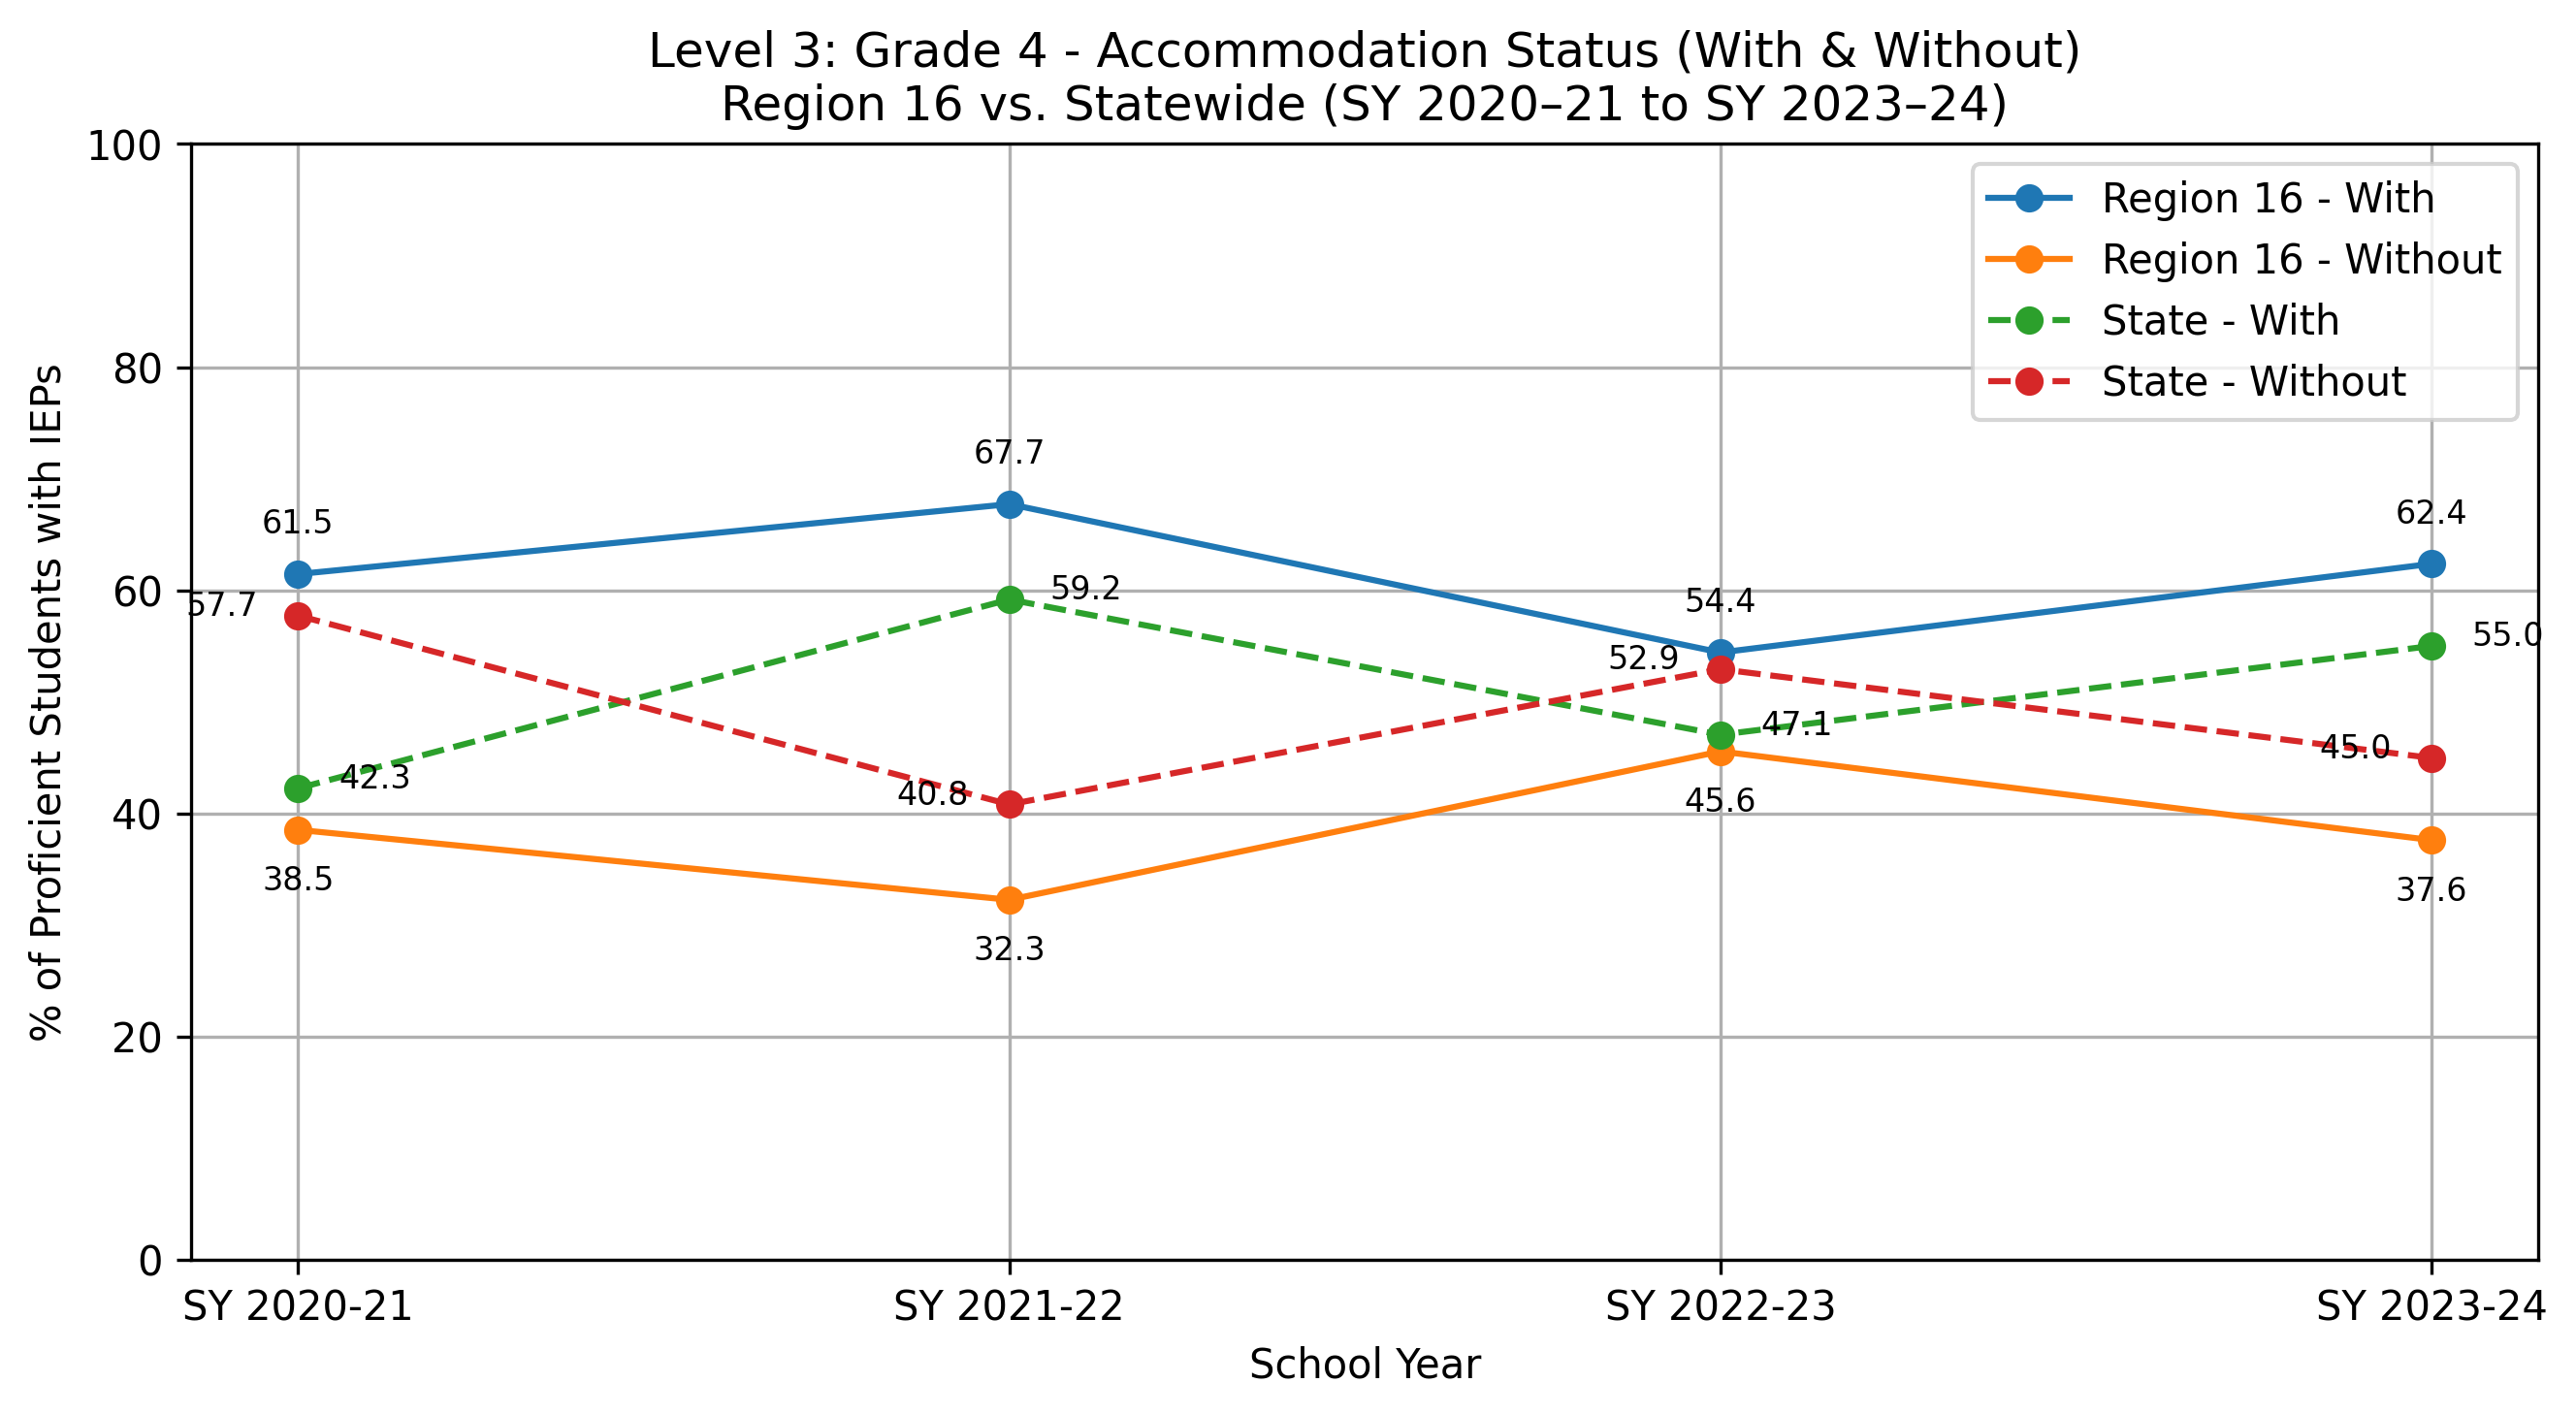 Level 3: Grade 4 - Accommodation Status (With & Without)
Region 16 vs. Statewide (SY 2020–21 to SY 2023–24)
% of Proficient Students with IEPs
100
80
60
40
20
0
Region 16 - With
Region 16 - Without
State - With
State - Without
61.5
67.7
54.4
62.4
57.7
59.2
52.9
55.0
42.3
40.8
47.1
45.0
38.5
32.3
45.6
37.6
SY 2020-21
SY 2021-22
SY 2022-23
SY 2023-24
School Year